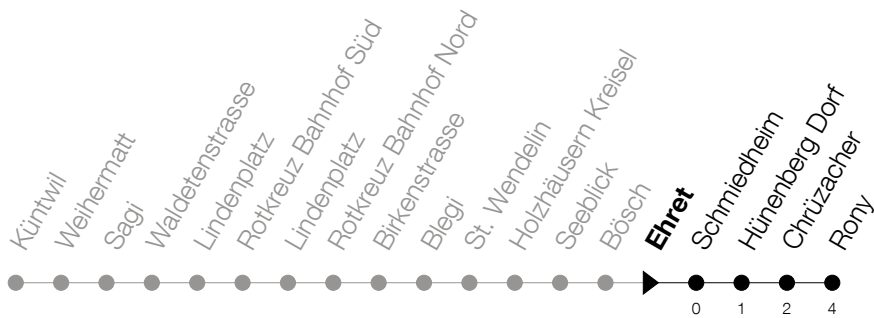 Küntwil
Weihermatt
Sagi
Waldetenstrasse
Lindenplatz
Rotkreuz Bahnhof Süd
Lindenplatz
Rotkreuz Bahnhof Nord
Birkenstrasse
Blegi
St. Wendelin
Holzhäusern Kreisel
Seeblick
Bösch
Ehret
Schmiedheim
Hünenberg Dorf
Chrüzacher
Rony
0 1 2 4